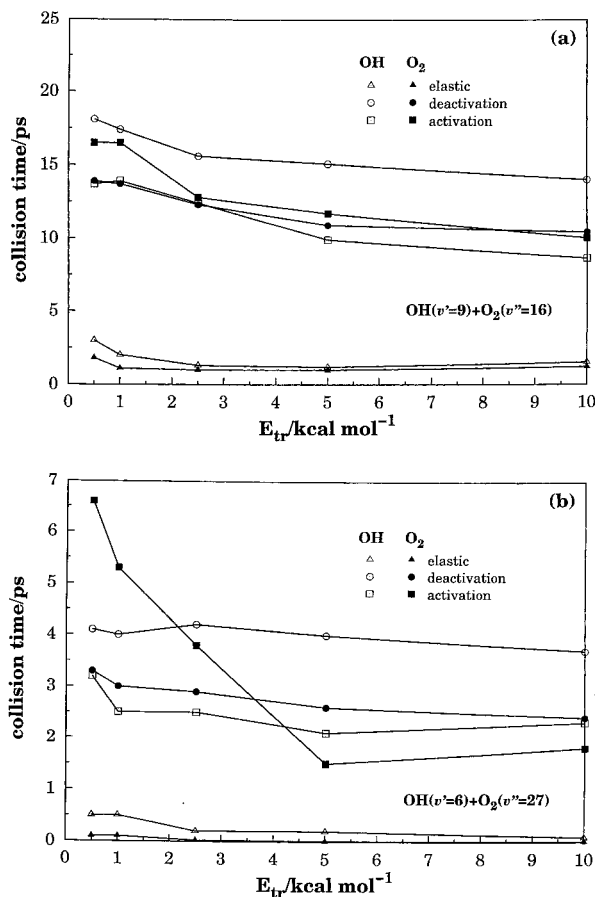 (a)
OH O₂
△ ▲ elastic
○ ● deactivation
□ ■ activation
25
20
15
10
5
0
collision time/ps
OH(v'=9)+O₂(v''=16)
0 1 2 3 4 5 6 7 8 9 10
E_tr/kcal mol⁻¹
(b)
OH O₂
△ ▲ elastic
○ ● deactivation
□ ■ activation
7
6
5
4
3
2
1
0
collision time/ps
OH(v'=6)+O₂(v''=27)
0 1 2 3 4 5 6 7 8 9 10
E_tr/kcal mol⁻¹